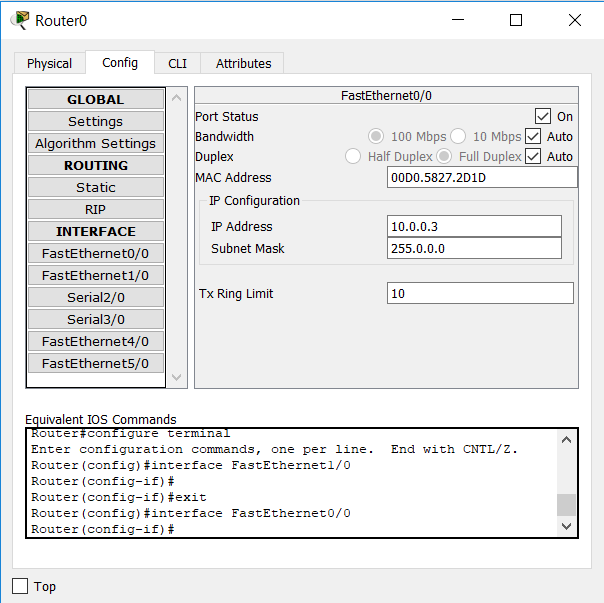 Router0
Physical Config CLI Attributes
GLOBAL
Settings
Algorithm Settings
ROUTING
Static
RIP
INTERFACE
FastEthernet0/0
FastEthernet1/0
Serial2/0
Serial3/0
FastEthernet4/0
FastEthernet5/0
FastEthernet0/0
Port Status On
Bandwidth 100 Mbps 10 Mbps Auto
Duplex Half Duplex Full Duplex Auto
MAC Address 00D0.5827.2D1D
IP Configuration
IP Address 10.0.0.3
Subnet Mask 255.0.0.0
Tx Ring Limit 10
Equivalent IOS Commands
Router#configure terminal
Enter configuration commands, one per line. End with CNTL/Z.
Router(config)#interface FastEthernet1/0
Router(config-if)#
Router(config-if)#exit
Router(config)#interface FastEthernet0/0
Router(config-if)#
Top